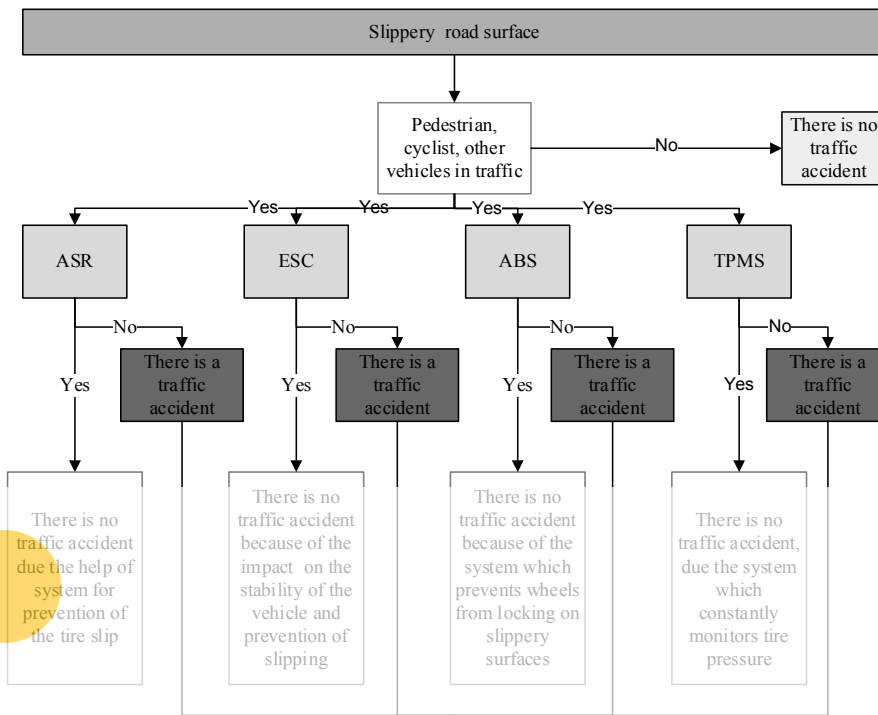 Slippery road surface
Pedestrian,
cyclist, other
vehicles in traffic
No
There is no
traffic
accident
Yes
Yes
Yes
Yes
ASR
ESC
ABS
TPMS
No
No
No
No
There is a
traffic
accident
There is a
traffic
accident
There is a
traffic
accident
There is a
traffic
accident
Yes
Yes
Yes
Yes
There is no
traffic accident
due the help of
system for
prevention of
the tire slip
There is no
traffic accident
because of the
impact on the
stability of the
vehicle and
prevention of
slipping
There is no
traffic accident
because of the
system which
prevents wheels
from locking on
slippery
surfaces
There is no
traffic accident,
due the system
which
constantly
monitors tire
pressure